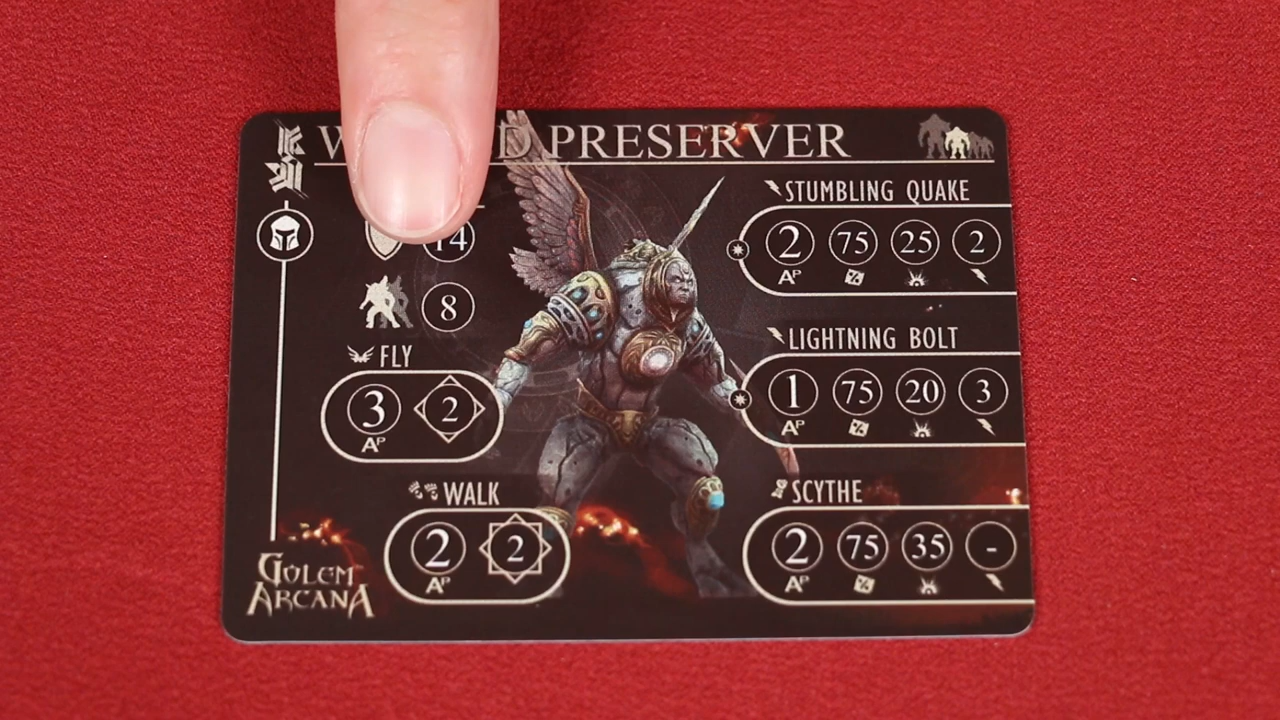 PRESERVER
14
8
FLY
3 2
AP
WALK
2 2
AP
GOLEM
ARCANA
STUMBLING QUAKE
2 75 25 2
AP
LIGHTNING BOLT
1 75 20 3
AP
SCYTHE
2 75 35 -
AP